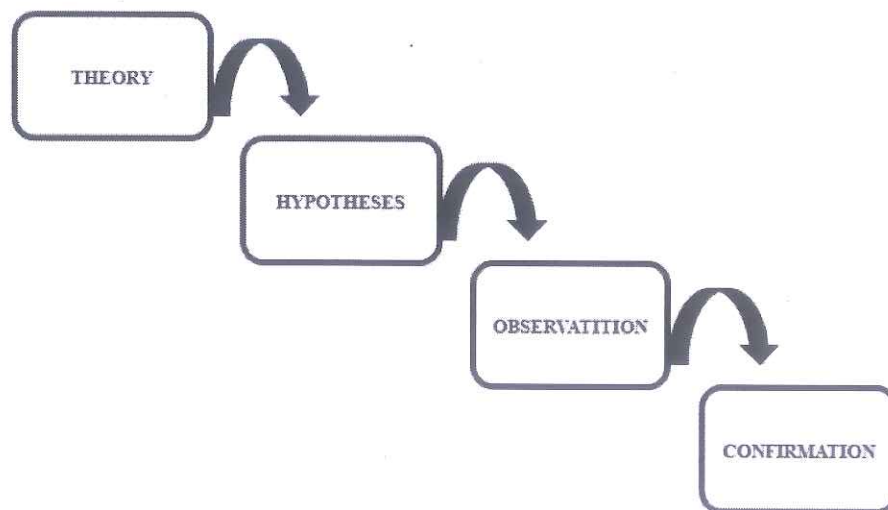 THEORY
HYPOTHESES
OBSERVATITION
CONFIRMATION